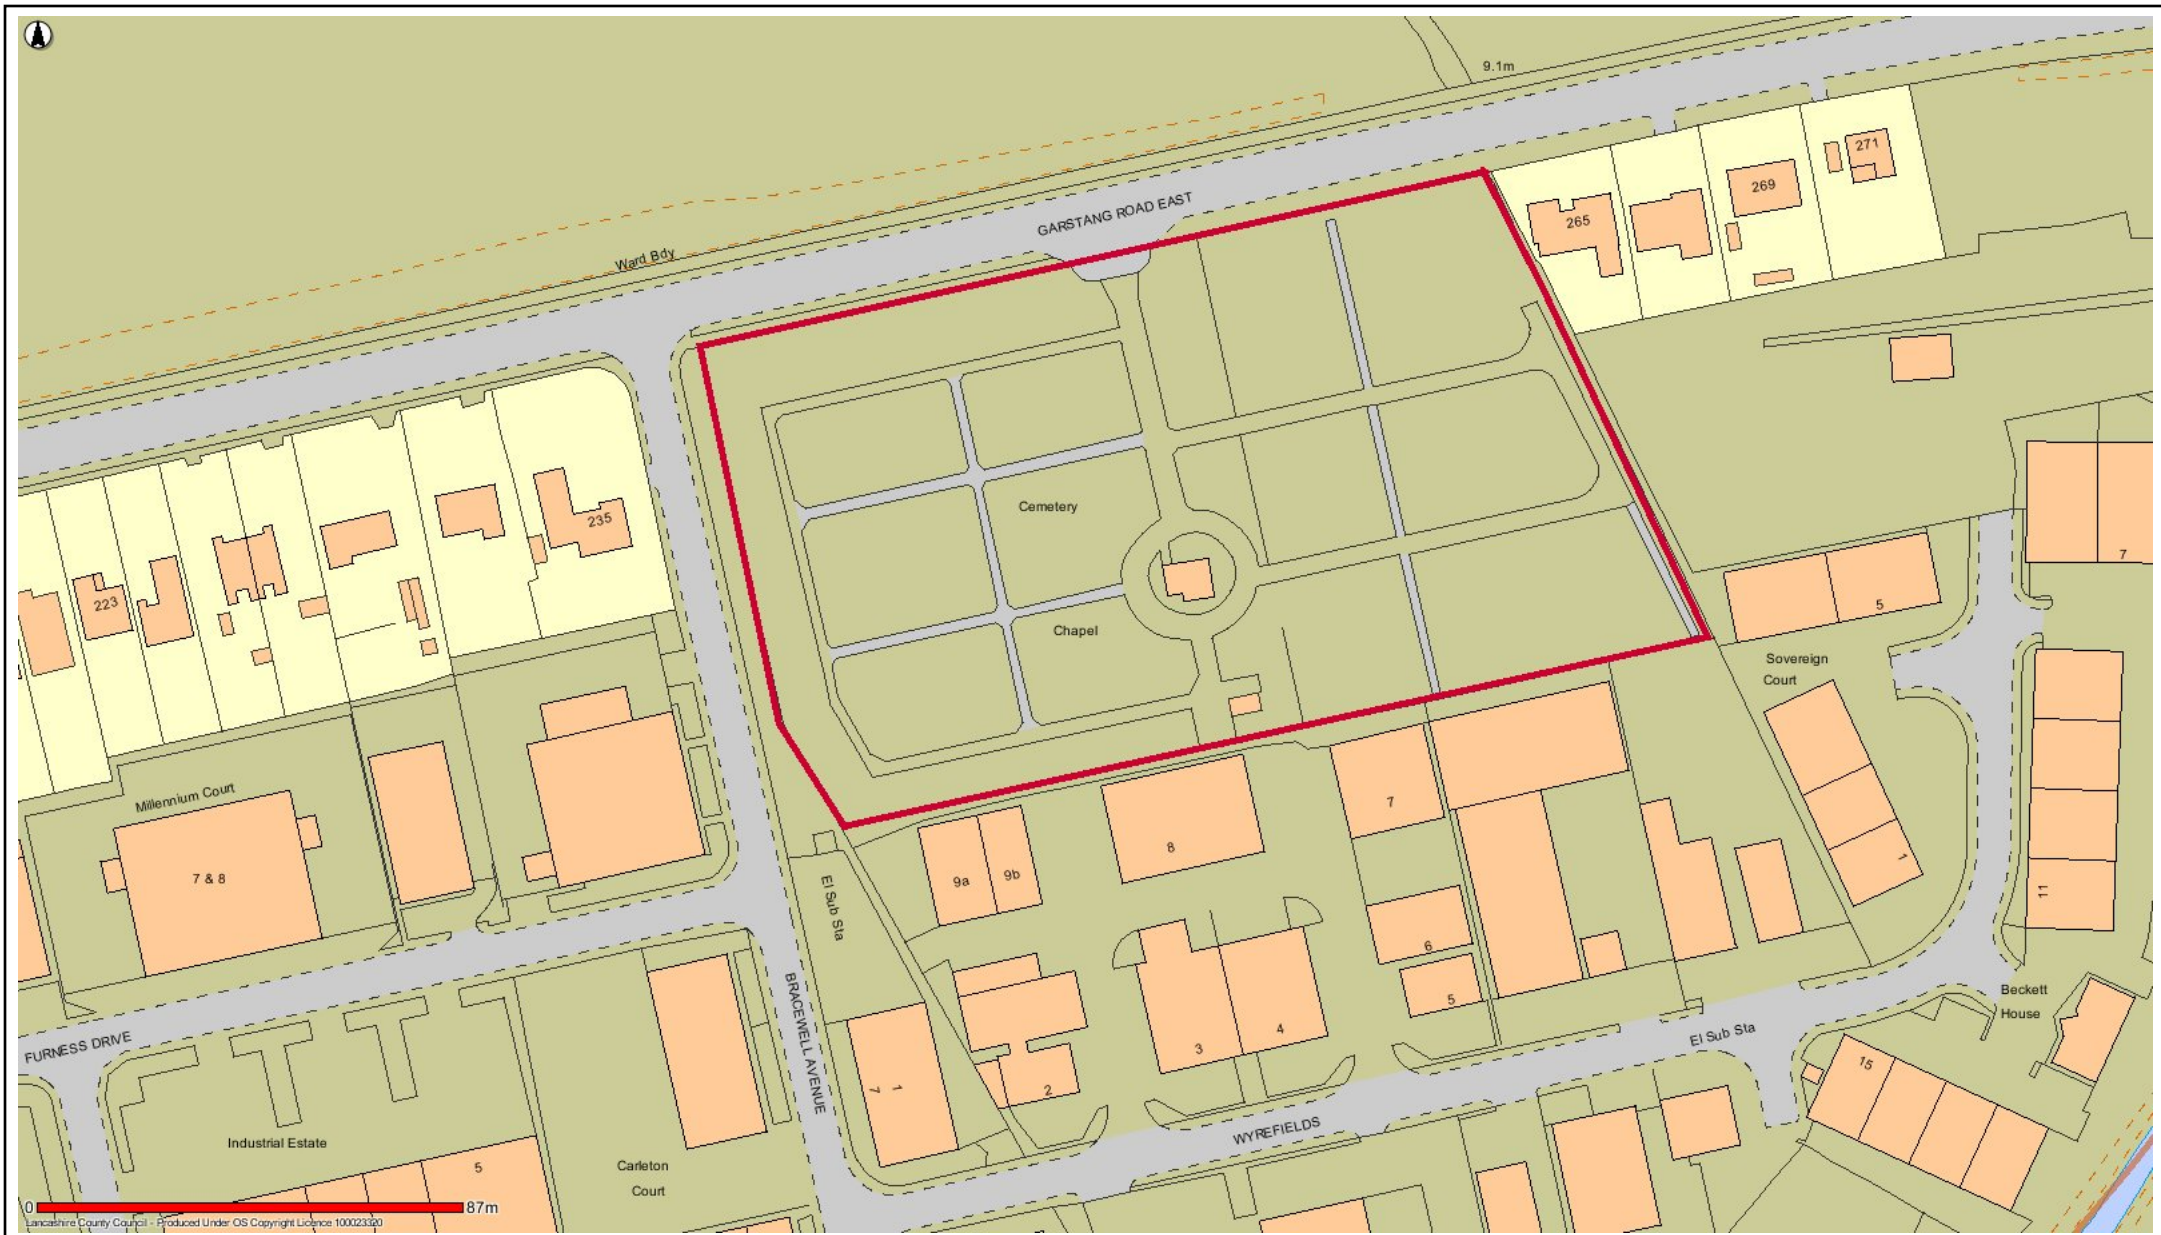 9.1m
271
269
265
GARSTANG ROAD EAST
Ward Bdy
Cemetery
235
223
7
5
Chapel
Sovereign
Court
Millennium Court
7 & 8
7
8
9a
9b
1
11
El Sub Sta
6
5
Beckett
House
FURNESS DRIVE
BRACEWELL AVENUE
3
4
El Sub Sta
15
7
1
2
WYREFIELDS
Industrial Estate
5
Carleton
Court
0
87m
Lancashire County Council - Produced Under OS Copyright Licence 100023320